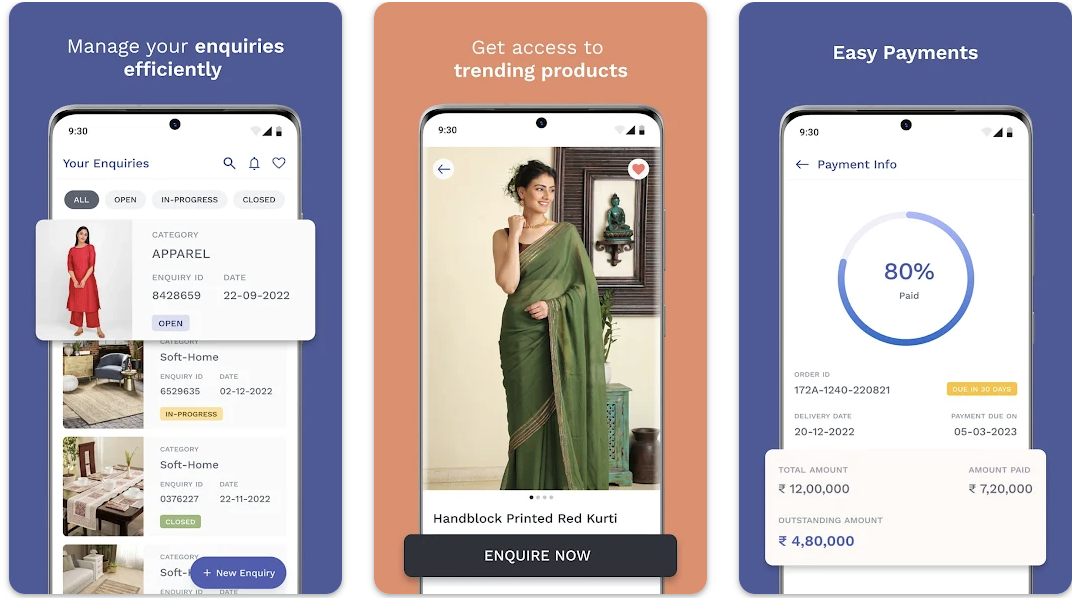 Manage your enquiries
efficiently
9:30
Your Enquiries
ALL
OPEN
IN-PROGRESS
CLOSED
CATEGORY
APPAREL
ENQUIRY ID
DATE
8428659
22-09-2022
OPEN
CATEGORY
Soft-Home
ENQUIRY ID
DATE
6529635
02-12-2022
IN-PROGRESS
CATEGORY
Soft-Home
ENQUIRY ID
DATE
0376227
22-11-2022
CLOSED
CATEGORY
Soft-
+ New Enquiry
ENQUIRY ID
DATE
Get access to
trending products
9:30
Handblock Printed Red Kurti
ENQUIRE NOW
Easy Payments
9:30
Payment Info
80%
Paid
ORDER ID
172A-1240-220821
DUE IN 30 DAYS
DELIVERY DATE
PAYMENT DUE ON
20-12-2022
05-03-2023
TOTAL AMOUNT
AMOUNT PAID
₹ 12,00,000
₹ 7,20,000
OUTSTANDING AMOUNT
₹ 4,80,000